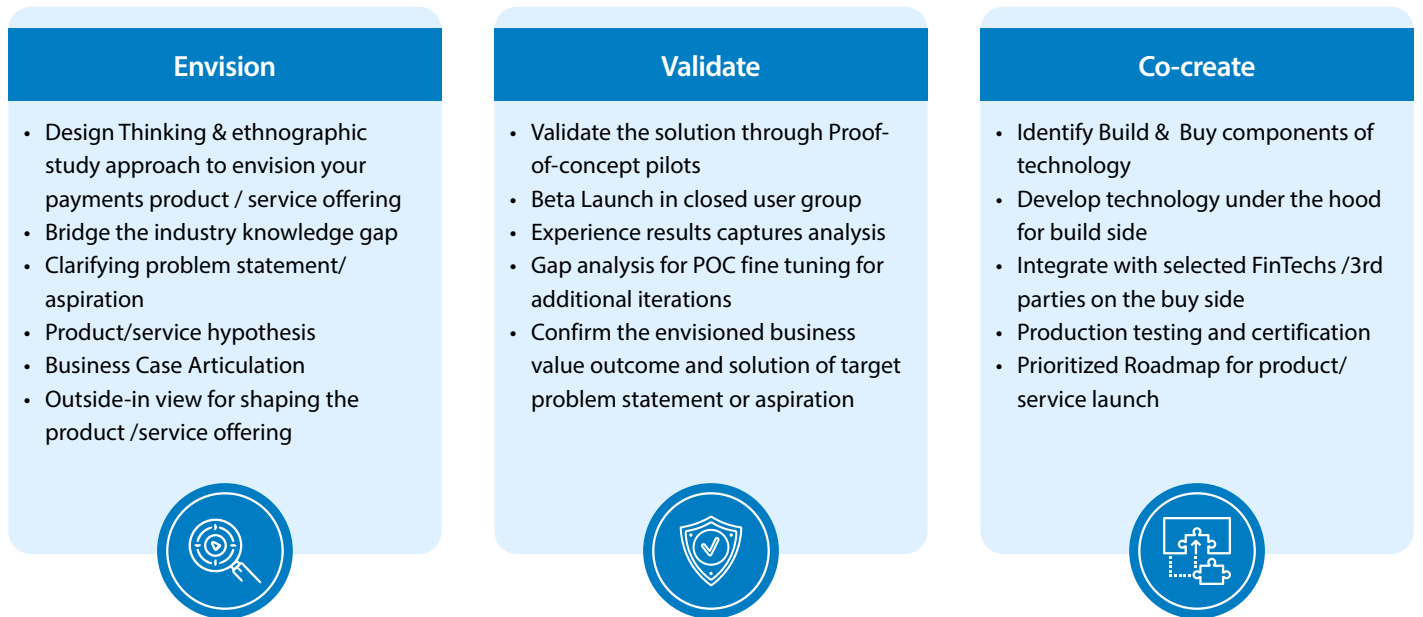 Envision
• Design Thinking & ethnographic
study approach to envision your
payments product / service offering
• Bridge the industry knowledge gap
• Clarifying problem statement/
aspiration
• Product/service hypothesis
• Business Case Articulation
• Outside-in view for shaping the
product /service offering
Validate
• Validate the solution through Proof-
of-concept pilots
• Beta Launch in closed user group
• Experience results captures analysis
• Gap analysis for POC fine tuning for
additional iterations
• Confirm the envisioned business
value outcome and solution of target
problem statement or aspiration
Co-create
• Identify Build &  Buy components of
technology
• Develop technology under the hood
for build side
• Integrate with selected FinTechs /3rd
parties on the buy side
• Production testing and certification
• Prioritized Roadmap for product/
service launch